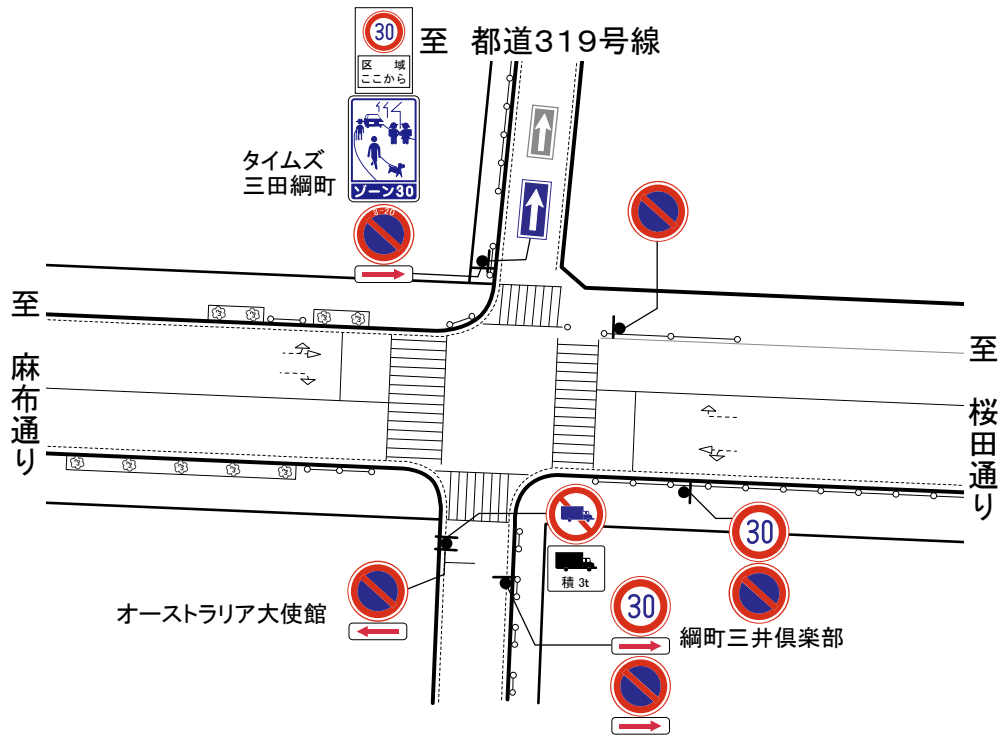 30
区 域
ここから
至 都道319号線
ゾーン30
タイムズ
三田綱町
8-20
至 麻布通り
至 桜田通り
積 3t
30
オーストラリア大使館
30
綱町三井倶楽部